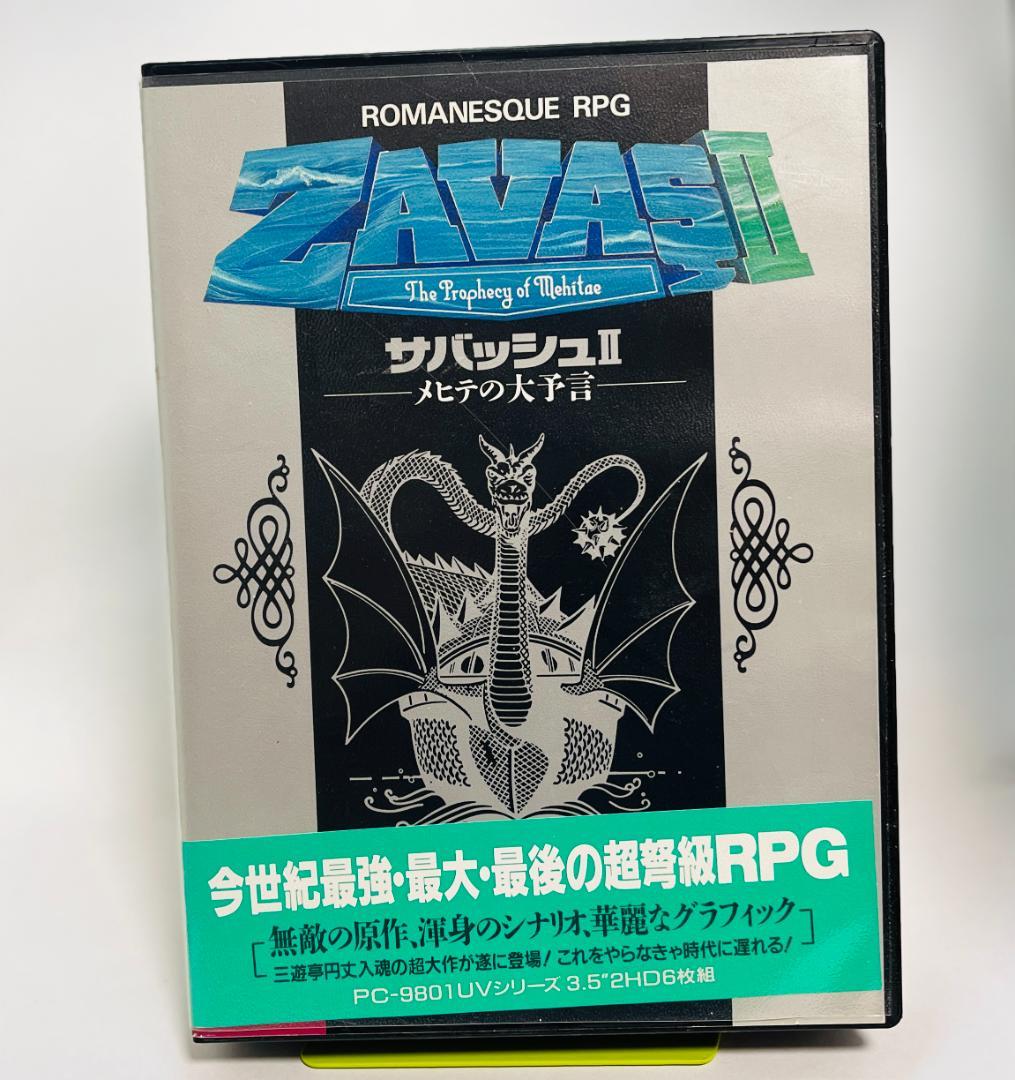 ROMANESQUE RPG
ZAVAS II
The Prophecy of Mehitae
サバッシュII
メヒテの大予言
今世紀最強・最大・最後の超弩級RPG
無敵の原作、渾身のシナリオ、華麗なグラフィック
三遊亭円丈入魂の超大作が遂に登場！これをやらなきゃ時代に遅れる！
PC-9801UVシリーズ 3.5"2HD6枚組